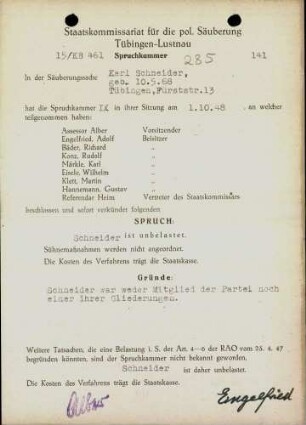 Staatskommissariat für die pol. Säuberung
Tübingen-Lustnau
15/KB 461 Spruchkammer 285 141
In der Säuberungssache Karl Schneider,
geb. 10.5.68
Tübingen, Fürststr.13
hat die Spruchkammer IX in ihrer Sitzung am 1.10.48 an welcher
teilgenommen haben:
Assessor Alber Vorsitzender
Engelfried, Adolf Beisitzer
Bäder, Richard "
Konz, Rudolf "
Märkle, Karl "
Eisele, Wilhelm "
Klett, Martin "
Hannemann, Gustav "
Referendar Heim Vertreter des Staatskommissars
beschlossen und sofort verkündet folgenden
SPRUCH:
Schneider ist unbelastet.
Sühnemaßnahmen werden nicht angeordnet.
Die Kosten des Verfahrens trägt die Staatskasse.
Gründe:
Schneider war weder Mitglied der Partei noch
einer ihrer Gliederungen.
Weitere Tatsachen, die eine Belastung i. S. der Art. 4–6 der RAO vom 25. 4. 47
begründen könnten, sind der Spruchkammer nicht bekannt geworden.
Schneider ist daher unbelastet.
Die Kosten des Verfahrens trägt die Staatskasse.
Alber Engelfried